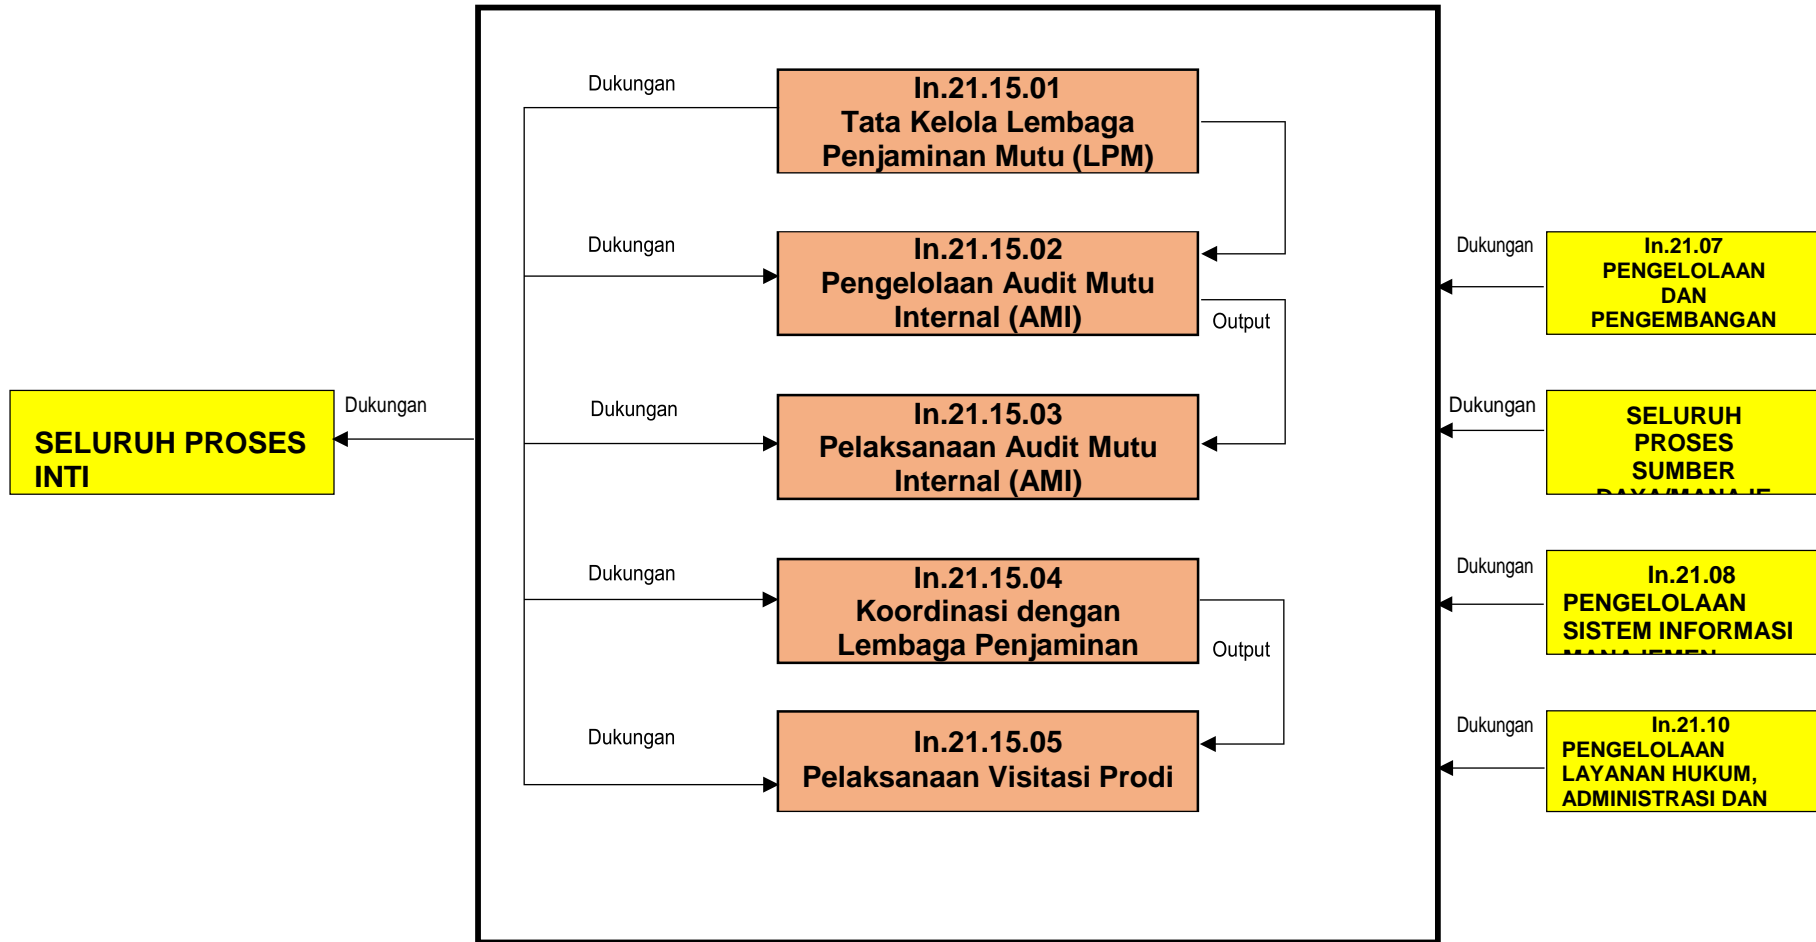 Dukungan
In.21.15.01
Tata Kelola Lembaga
Penjaminan Mutu (LPM)
Dukungan
In.21.15.02
Pengelolaan Audit Mutu
Internal (AMI)
Output
Dukungan
In.21.15.03
Pelaksanaan Audit Mutu
Internal (AMI)
Dukungan
In.21.15.04
Koordinasi dengan
Lembaga Penjaminan
Output
Dukungan
In.21.15.05
Pelaksanaan Visitasi Prodi
SELURUH PROSES
INTI
Dukungan
Dukungan
In.21.07
PENGELOLAAN
DAN
PENGEMBANGAN
Dukungan
SELURUH
PROSES
SUMBER
DAYA/MANAJE
Dukungan
In.21.08
PENGELOLAAN
SISTEM INFORMASI
MANAJEMEN
Dukungan
In.21.10
PENGELOLAAN
LAYANAN HUKUM,
ADMINISTRASI DAN